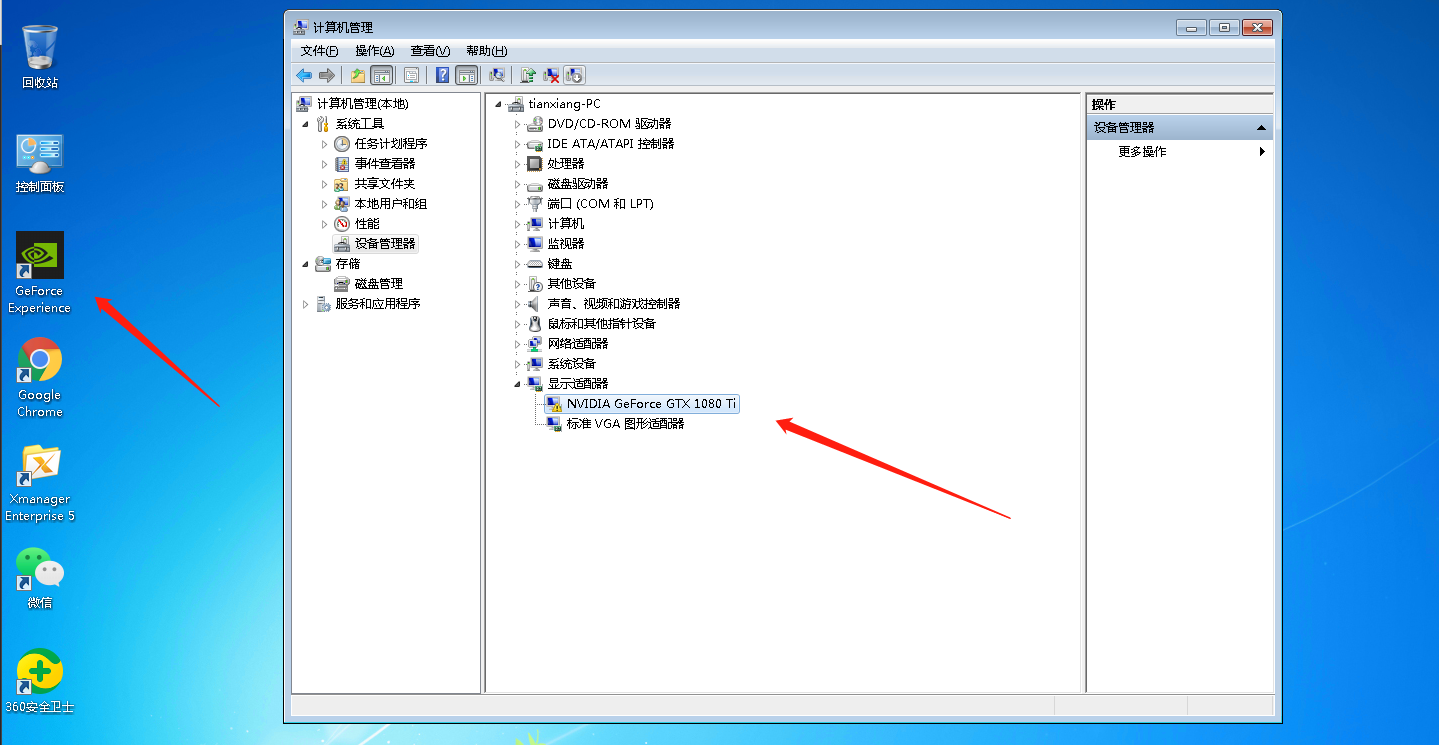 回收站
控制面板
GeForce
Experience
Google
Chrome
Xmanager
Enterprise 5
微信
360安全卫士
计算机管理
文件(F) 操作(A) 查看(V) 帮助(H)
计算机管理(本地)
系统工具
任务计划程序
事件查看器
共享文件夹
本地用户和组
性能
设备管理器
存储
磁盘管理
服务和应用程序
tianxiang-PC
DVD/CD-ROM 驱动器
IDE ATA/ATAPI 控制器
处理器
磁盘驱动器
端口 (COM 和 LPT)
计算机
监视器
键盘
其他设备
声音、视频和游戏控制器
鼠标和其他指针设备
网络适配器
系统设备
显示适配器
NVIDIA GeForce GTX 1080 Ti
标准 VGA 图形适配器
操作
设备管理器
更多操作